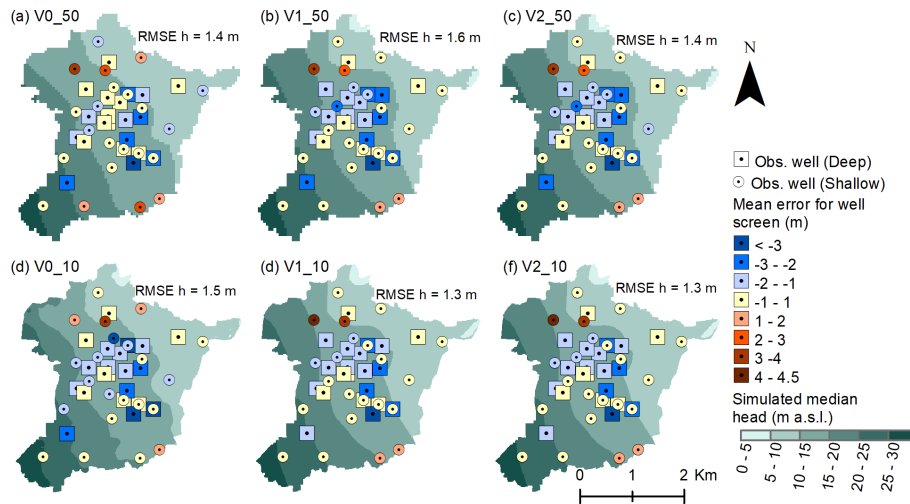 (a) V0_50
RMSE h = 1.4 m
(b) V1_50
RMSE h = 1.6 m
(c) V2_50
RMSE h = 1.4 m
N
Obs. well (Deep)
Obs. well (Shallow)
Mean error for well
screen (m)
< -3
-3 - -2
-2 - -1
-1 - 1
1 - 2
2 - 3
3 - 4
4 - 4.5
Simulated median
head (m a.s.l.)
0 - 5
5 - 10
10 - 15
15 - 20
20 - 25
25 - 30
30 -
(d) V0_10
RMSE h = 1.5 m
(d) V1_10
RMSE h = 1.3 m
(f) V2_10
RMSE h = 1.3 m
0 1 2 Km